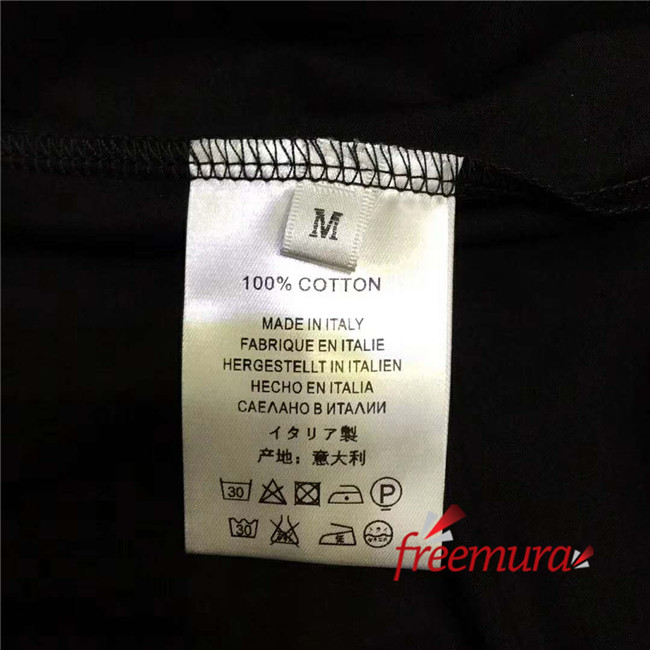 M
100% COTTON
MADE IN ITALY
FABRIQUE EN ITALIE
HERGESTELLT IN ITALIEN
HECHO EN ITALIA
CАЕЛАНО В ИТАЛИИ
イタリア製
产地：意大利
30 P
30
freemura